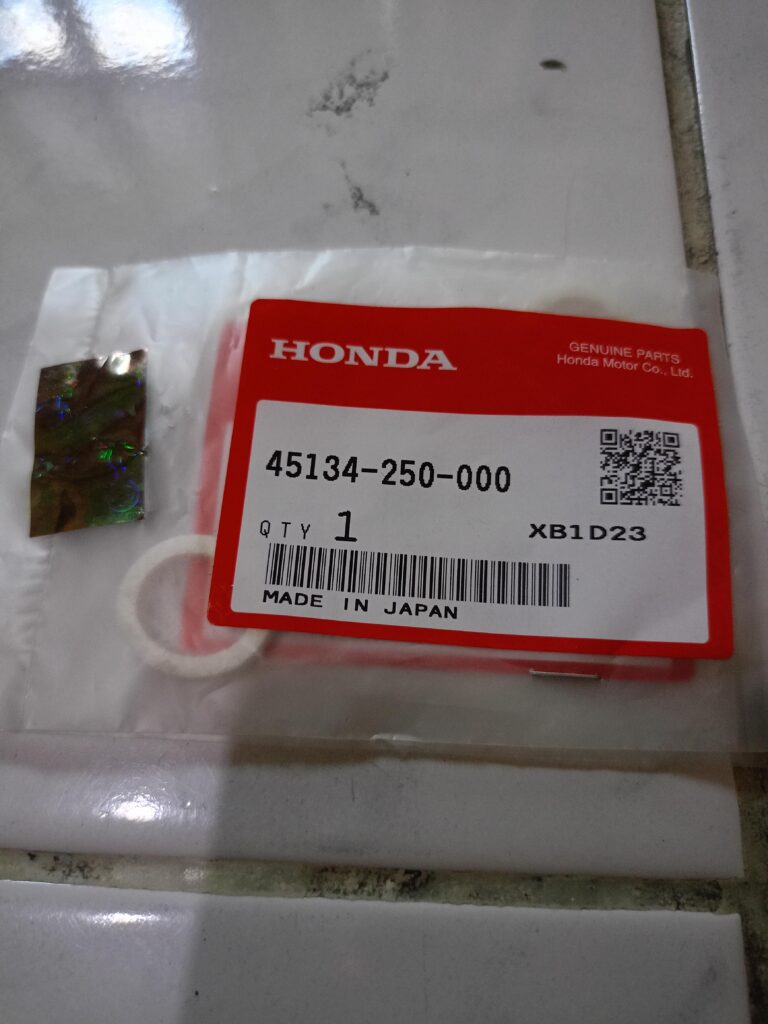 HONDA
GENUINE PARTS
Honda Motor Co., Ltd.
45134-250-000
QTY 1
XB1D23
MADE IN JAPAN